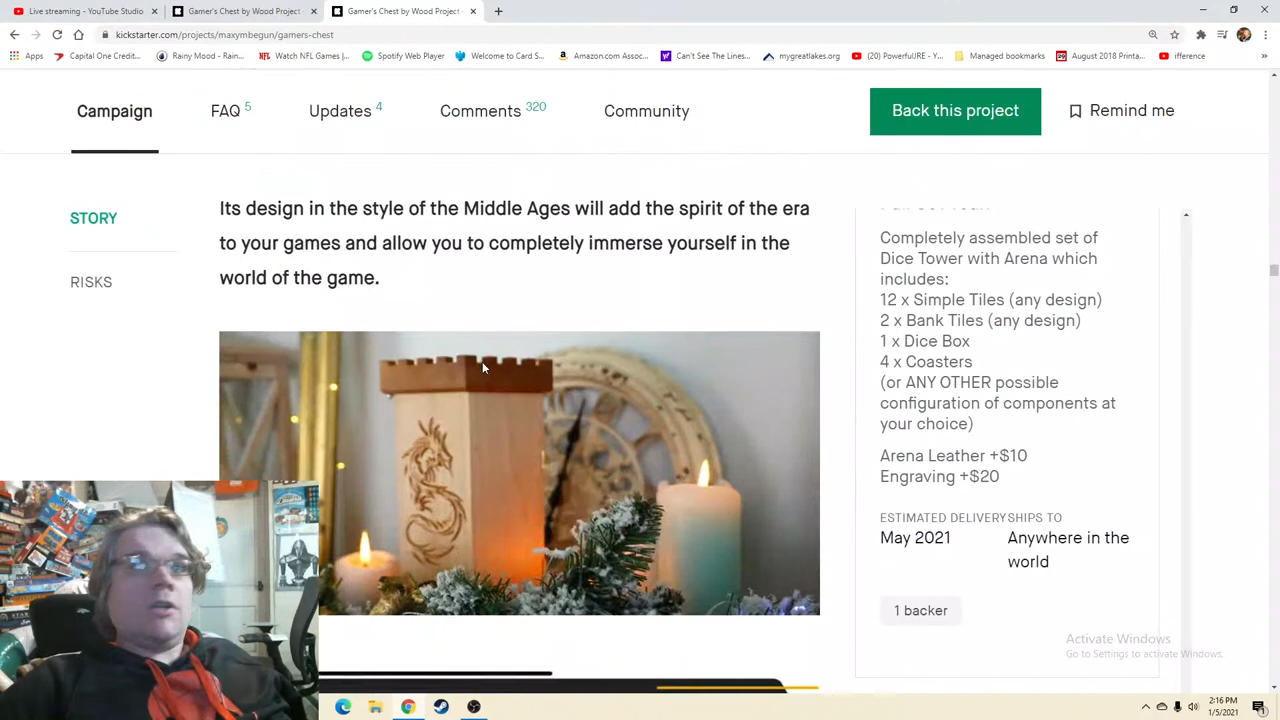 Live streaming - YouTube Studio
Gamer's Chest by Wood Project -
Gamer's Chest by Wood Project -
kickstarter.com/projects/maxymbegun/gamers-chest
Apps
Capital One Credit...
Rainy Mood - Rain...
Watch NFL Games |...
Spotify Web Player
Welcome to Card S...
Amazon.com Assoc...
Can't See The Lines...
mygreatlakes.org
(20) PowerfulJRE - Y...
Managed bookmarks
August 2018 Printa...
ifference
»
Campaign
FAQ 5
Updates 4
Comments 320
Community
Back this project
Remind me
STORY
RISKS
Its design in the style of the Middle Ages will add the spirit of the era
to your games and allow you to completely immerse yourself in the
world of the game.
Completely assembled set of
Dice Tower with Arena which
includes:
12 x Simple Tiles (any design)
2 x Bank Tiles (any design)
1 x Dice Box
4 x Coasters
(or ANY OTHER possible
configuration of components at
your choice)
Arena Leather +$10
Engraving +$20
ESTIMATED DELIVERY
May 2021
SHIPS TO
Anywhere in the
world
1 backer
Activate Windows
Go to Settings to activate Windows.
2:16 PM
1/5/2021